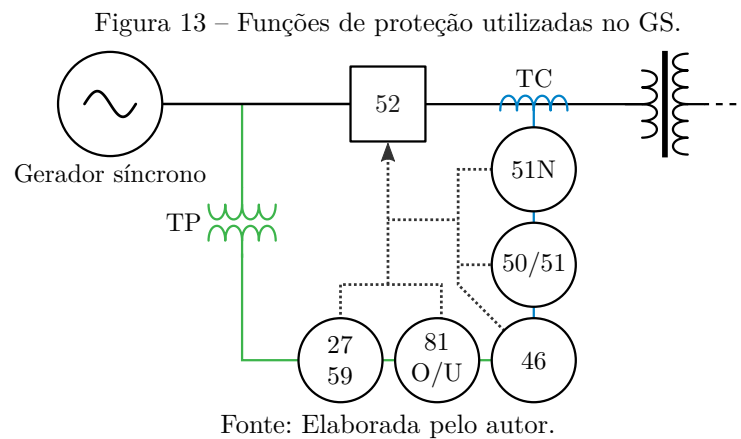 Figura 13 – Funções de proteção utilizadas no GS.
52
TC
Gerador síncrono
51N
TP
50/51
27
59
81
O/U
46
Fonte: Elaborada pelo autor.